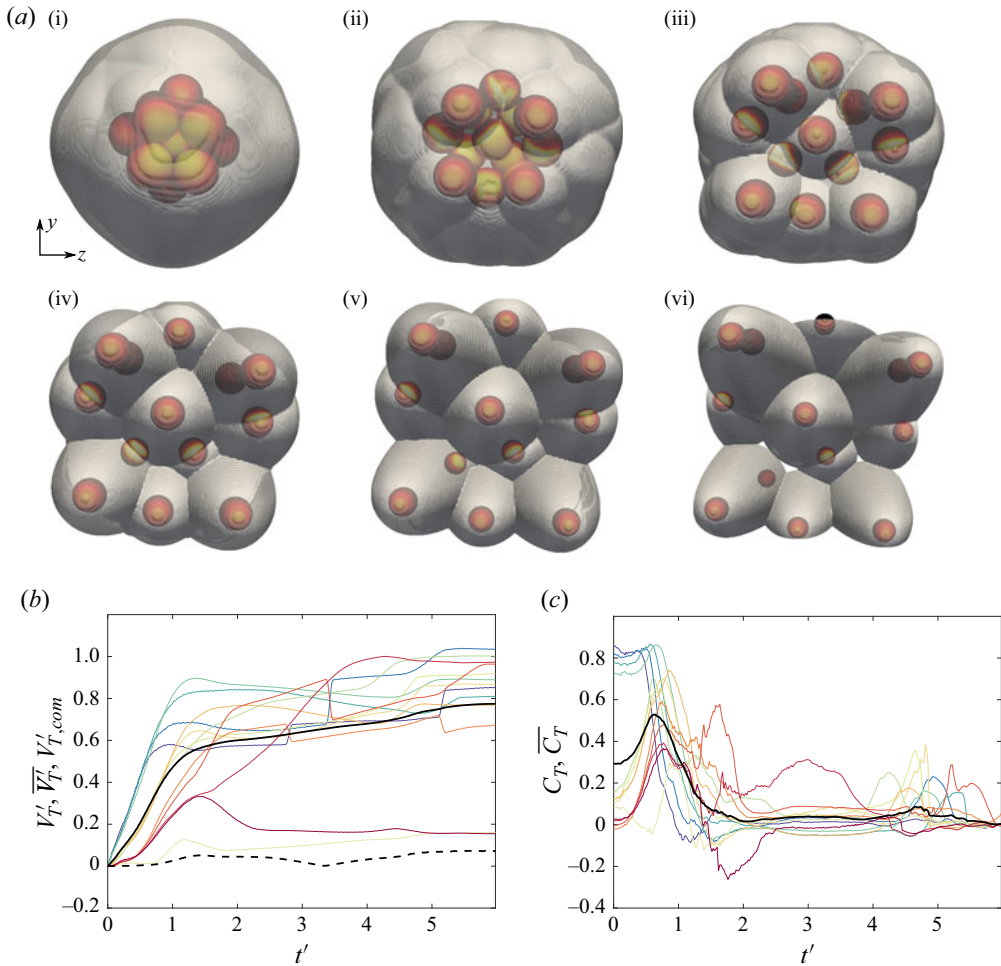 (a) (i) (ii) (iii)
y
z
(iv) (v) (vi)
(b) (c)
1.0
0.8
0.6
0.4
0.2
0
–0.2
V′T, V′T, V′T,com
0 1 2 3 4 5
t′
0.8
0.6
0.4
0.2
0
–0.2
–0.4
CT, CT
0 1 2 3 4 5
t′